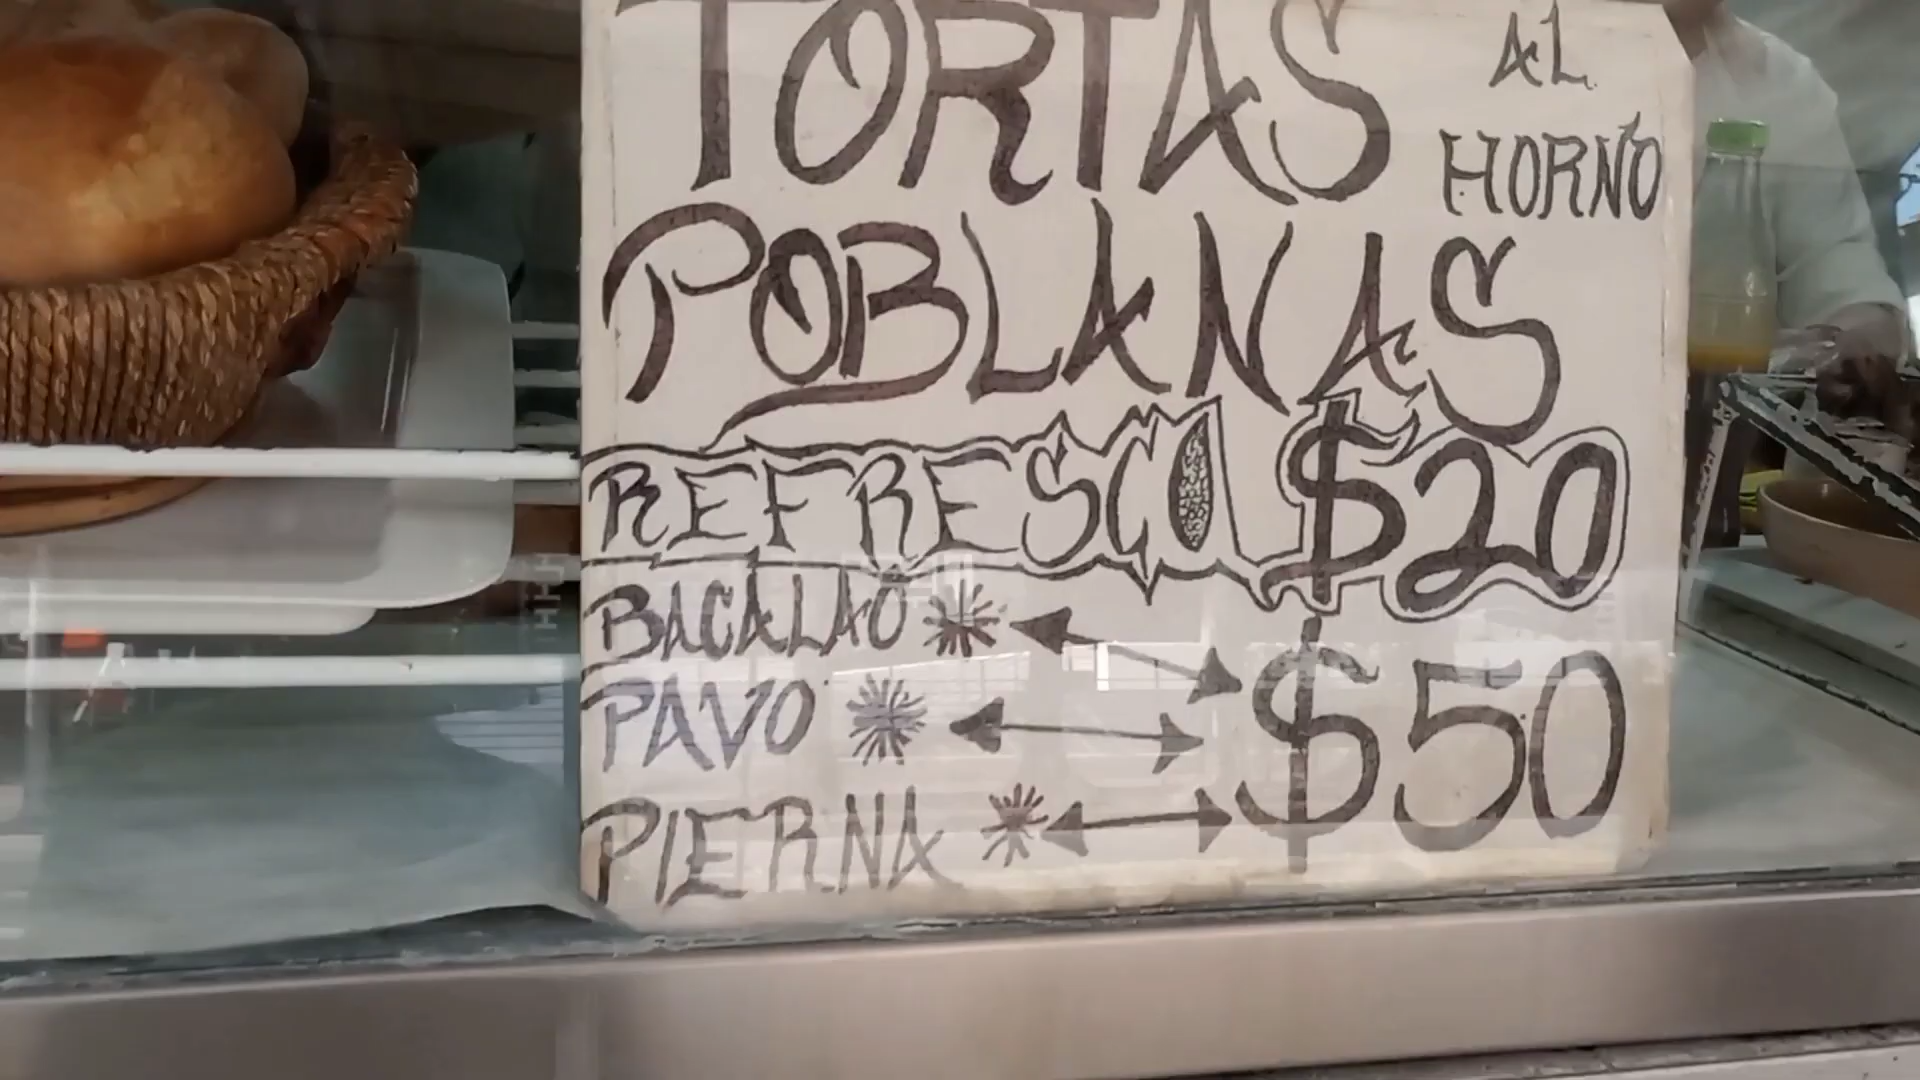 TORTAS AL HORNO
POBLANAS
REFRESCO $20
BACALAO
PAVO $50
PIERNA